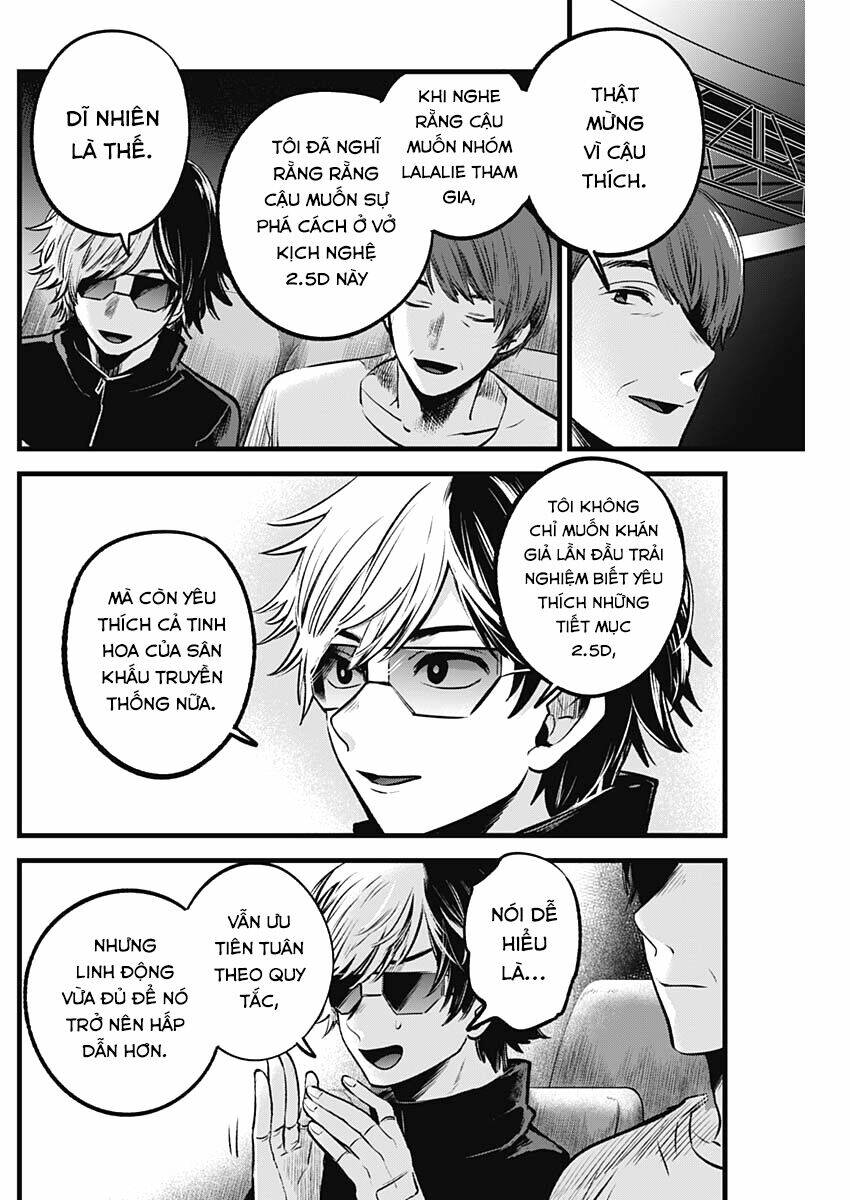 THẬT
MỪNG
VÌ CẬU
THÍCH.
KHI NGHE
RẰNG CẬU
MUỐN NHÓM
LALALIE THAM
GIA,
TÔI ĐÃ NGHĨ
RẰNG RẰNG
CẬU MUỐN SỰ
PHÁ CÁCH Ở VỞ
KỊCH NGHỆ
2.5D NÀY
DĨ NHIÊN
LÀ THẾ.
TÔI KHÔNG
CHỈ MUỐN KHÁN
GIẢ LẦN ĐẦU TRẢI
NGHIỆM BIẾT YÊU
THÍCH NHỮNG
TIẾT MỤC
2.5D,
MÀ CÒN YÊU
THÍCH CẢ TINH
HOA CỦA SÂN
KHẤU TRUYỀN
THỐNG NỮA.
NÓI DỄ
HIỂU
LÀ...
VẪN ƯU
TIÊN TUÂN
THEO QUY
TẮC,
NHƯNG
LINH ĐỘNG
VỪA ĐỦ ĐỂ NÓ
TRỞ NÊN HẤP
DẪN HƠN.